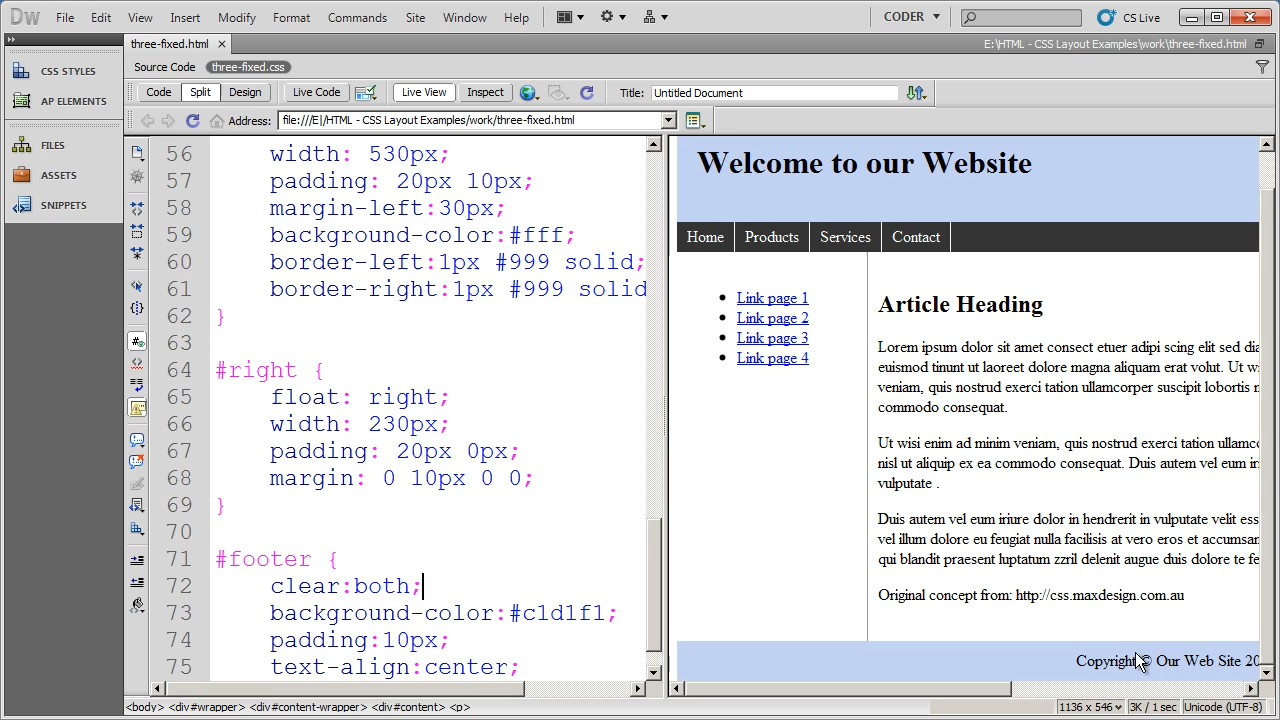 Dw File Edit View Insert Modify Format Commands Site Window Help CODER CS Live
three-fixed.html E:\HTML - CSS Layout Examples\work\three-fixed.html
Source Code three-fixed.css
Code Split Design Live Code Live View Inspect Title: Untitled Document
Address: file:///E|/HTML - CSS Layout Examples/work/three-fixed.html
CSS STYLES
AP ELEMENTS
FILES
ASSETS
SNIPPETS
56 width: 530px;
57 padding: 20px 10px;
58 margin-left:30px;
59 background-color:#fff;
60 border-left:1px #999 solid;
61 border-right:1px #999 solid
62 }
63
64 #right {
65 float: right;
66 width: 230px;
67 padding: 20px 0px;
68 margin: 0 10px 0 0;
69 }
70
71 #footer {
72 clear:both;
73 background-color:#c1d1f1;
74 padding:10px;
75 text-align:center;
Welcome to our Website
Home Products Services Contact
Link page 1
Link page 2
Link page 3
Link page 4
Article Heading
Lorem ipsum dolor sit amet consect etuer adipi scing elit sed dia
euismod tinunt ut laoreet dolore magna aliquam erat volut. Ut w
veniam, quis nostrud exerci tation ullamcorper suscipit lobortis n
commodo consequat.
Ut wisi enim ad minim veniam, quis nostrud exerci tation ullamco
nisl ut aliquip ex ea commodo consequat. Duis autem vel eum in
vulputate .
Duis autem vel eum iriure dolor in hendrerit in vulputate velit ess
vel illum dolore eu feugiat nulla facilisis at vero eros et accumsan
qui blandit praesent luptatum zzril delenit augue duis dolore te fe
Original concept from: http://css.maxdesign.com.au
Copyright © Our Web Site 20
<body> <div#wrapper> <div#content-wrapper> <div#content> <p> 1136 x 546 3K / 1 sec Unicode (UTF-8)